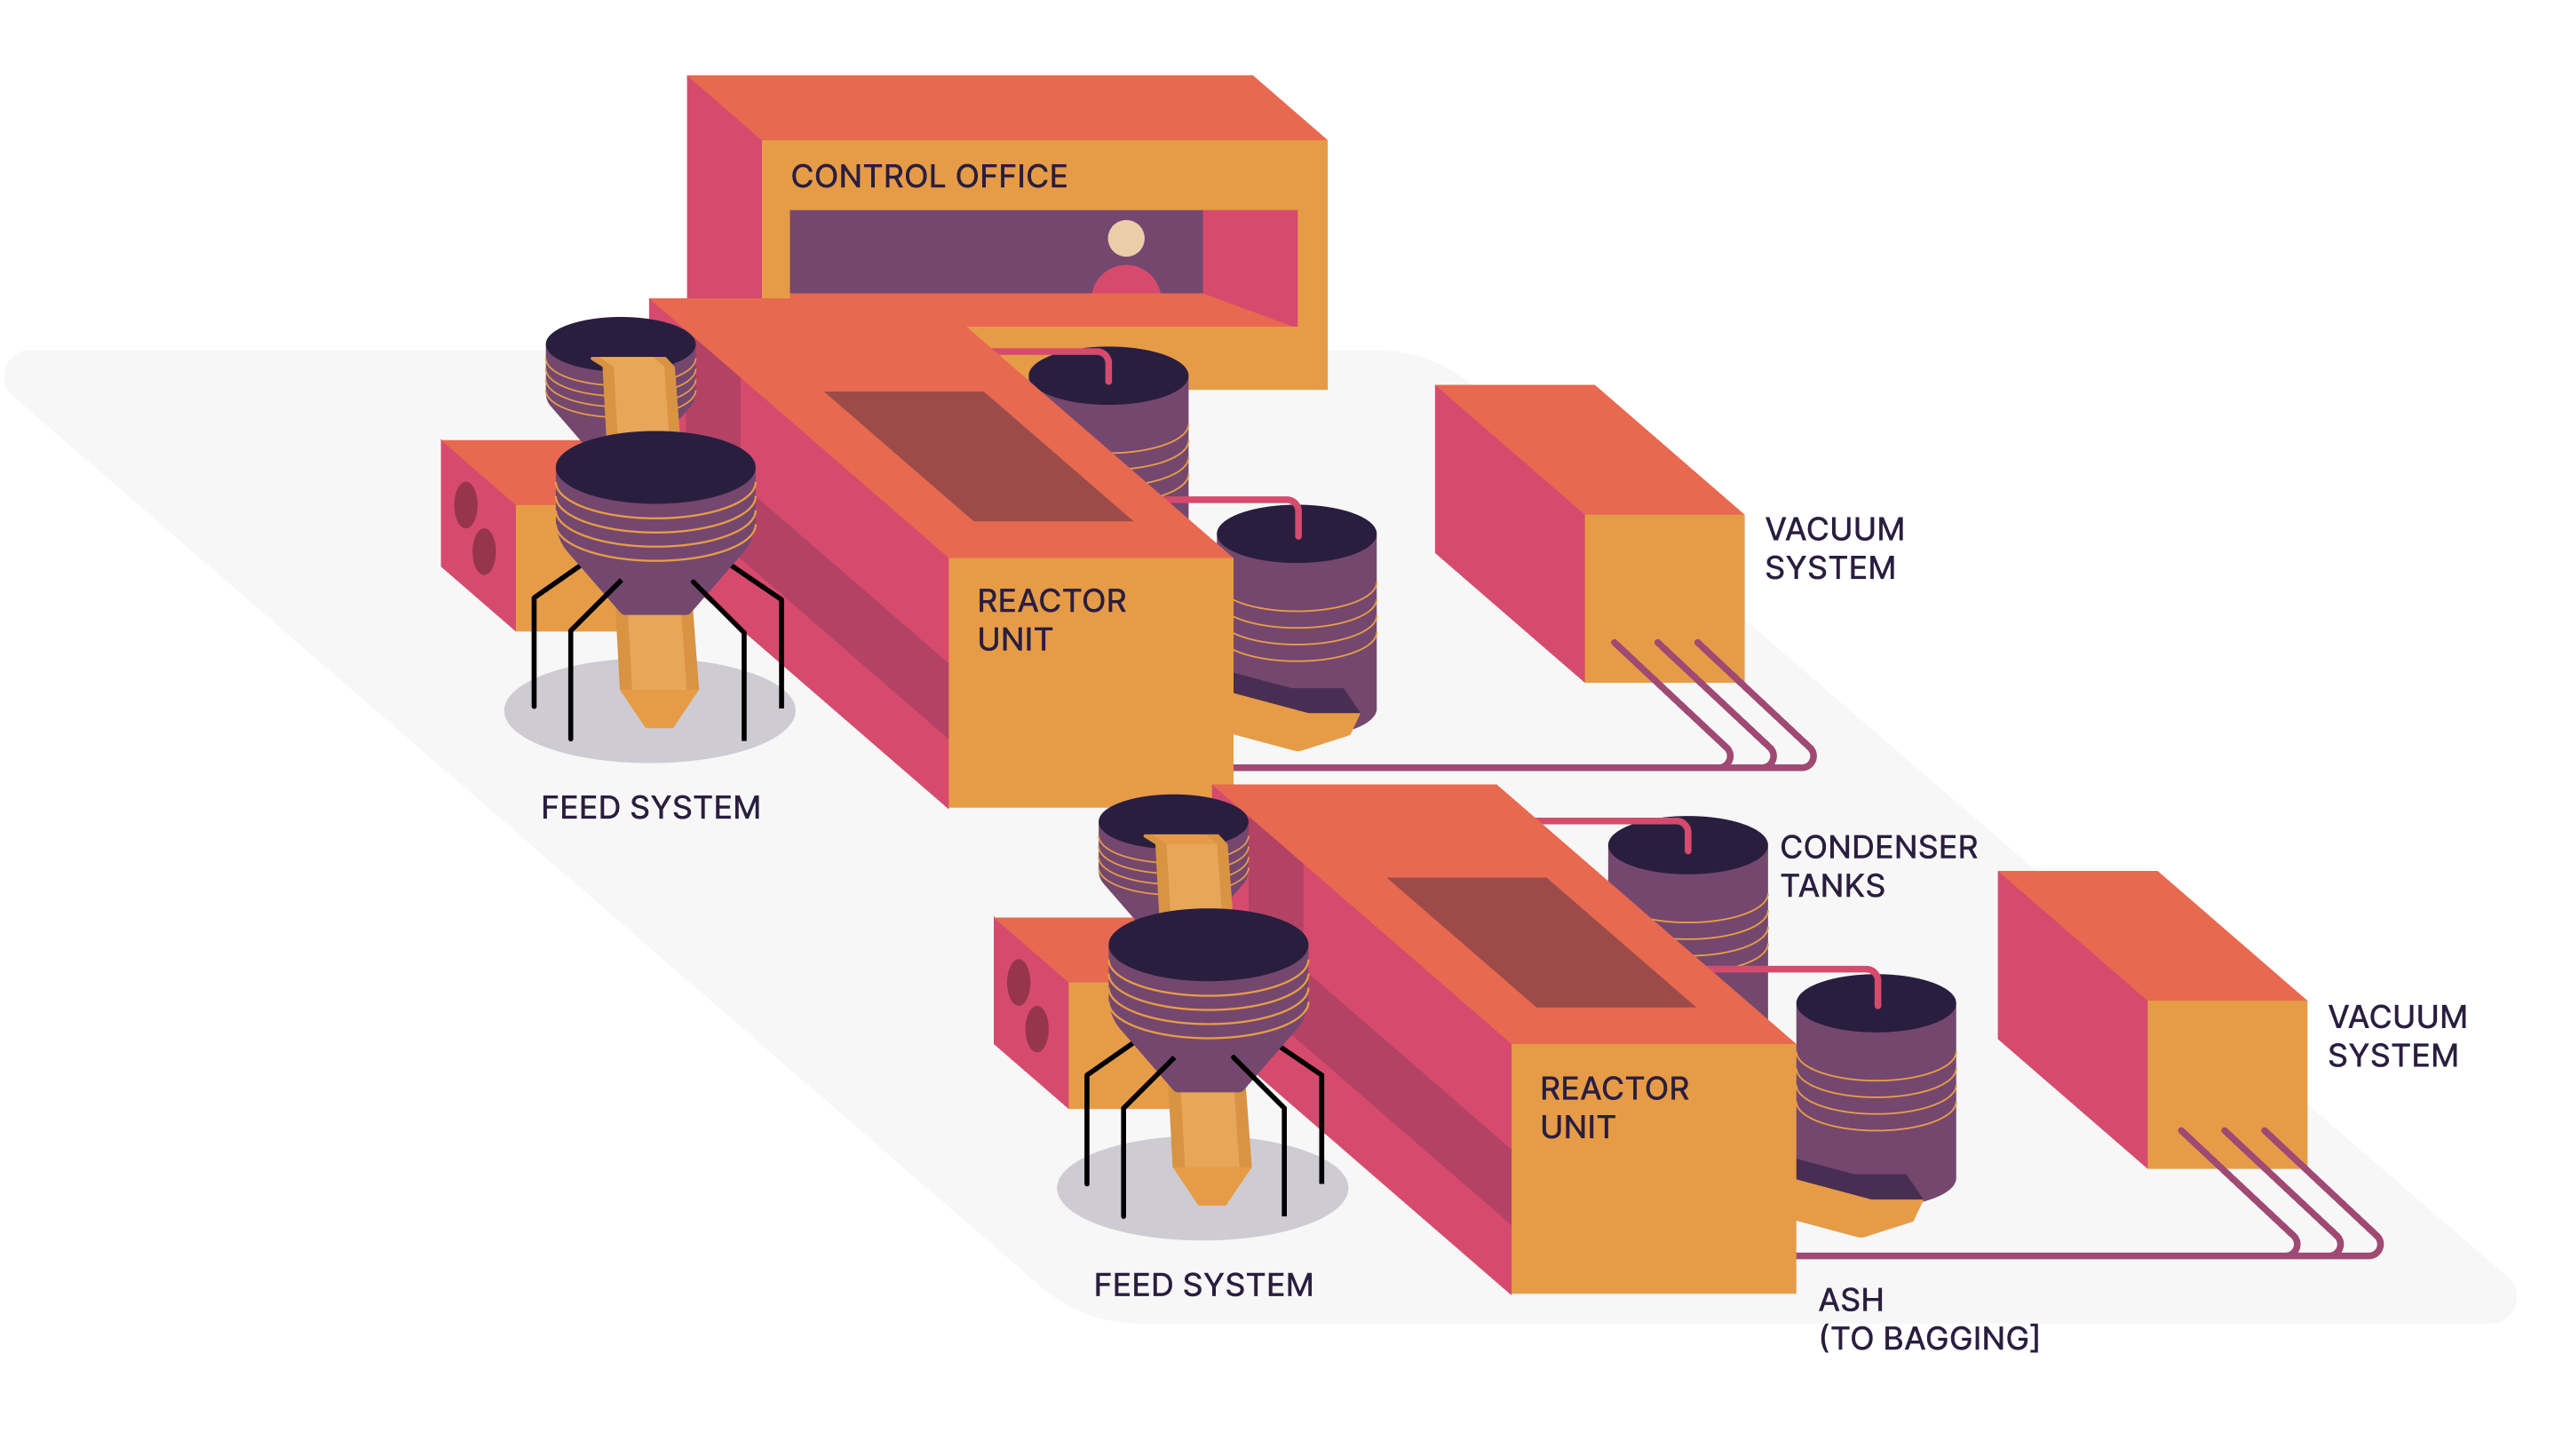 CONTROL OFFICE
VACUUM
SYSTEM
REACTOR
UNIT
FEED SYSTEM
CONDENSER
TANKS
VACUUM
SYSTEM
REACTOR
UNIT
FEED SYSTEM
ASH
(TO BAGGING]